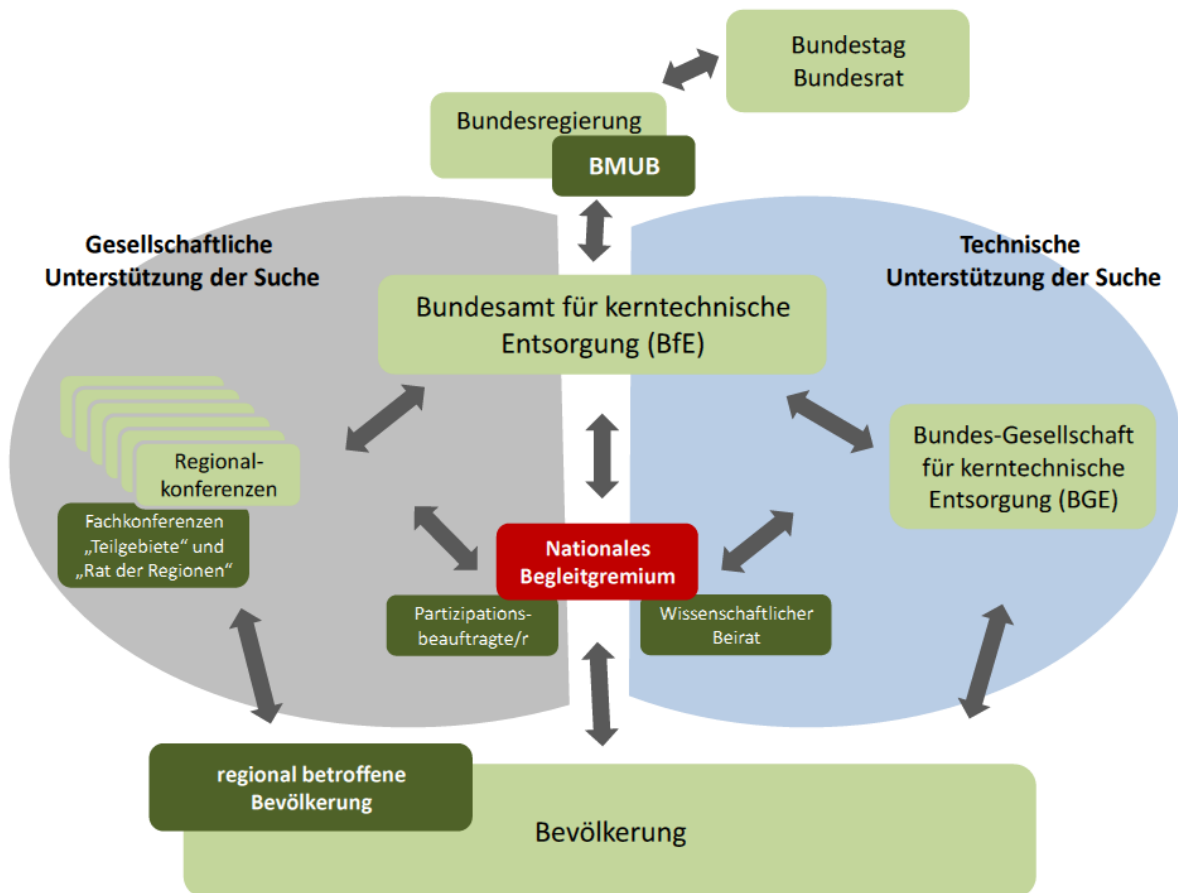 Bundestag
Bundesrat
Bundesregierung
BMUB
Gesellschaftliche
Unterstützung der Suche
Technische
Unterstützung der Suche
Bundesamt für kerntechnische
Entsorgung (BfE)
Regional-
konferenzen
Fachkonferenzen
„Teilgebiete“ und
„Rat der Regionen“
Bundes-Gesellschaft
für kerntechnische
Entsorgung (BGE)
Nationales
Begleitgremium
Partizipations-
beauftragte/r
Wissenschaftlicher
Beirat
regional betroffene
Bevölkerung
Bevölkerung